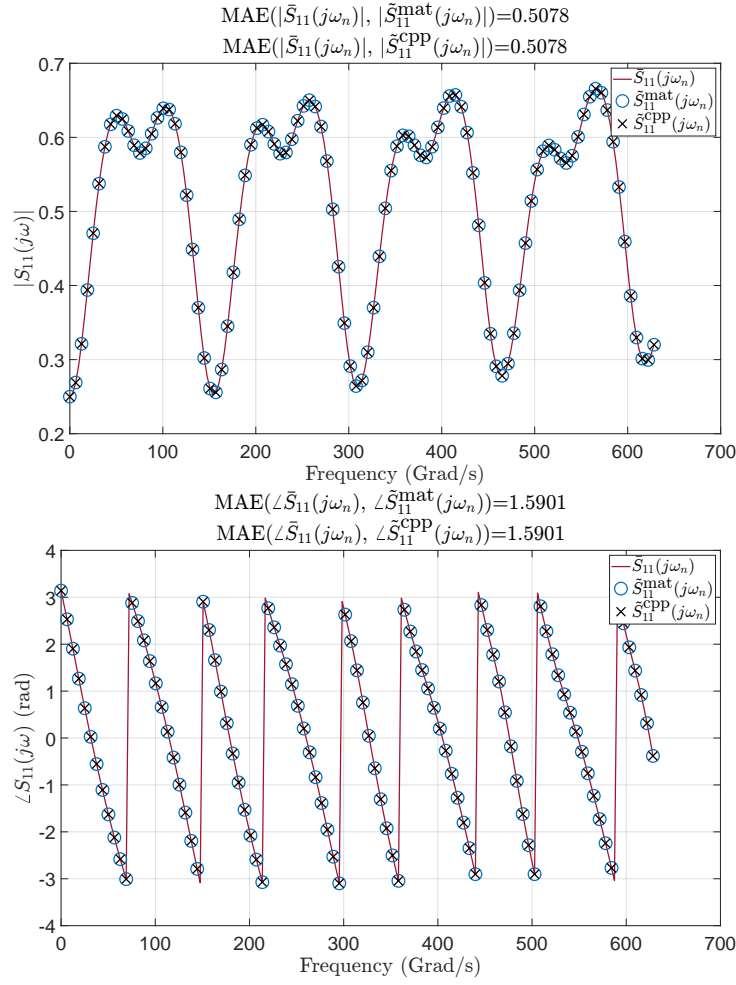 MAE(|S̄₁₁(jωₙ)|, |S̃₁₁ᵐᵃᵗ(jωₙ)|)=0.5078
MAE(|S̄₁₁(jωₙ)|, |S̃₁₁ᶜᵖᵖ(jωₙ)|)=0.5078
S̄₁₁(jωₙ)
S̃₁₁ᵐᵃᵗ(jωₙ)
S̃₁₁ᶜᵖᵖ(jωₙ)
0.7
0.6
0.5
0.4
0.3
0.2
|S₁₁(jω)|
0 100 200 300 400 500 600 700
Frequency (Grad/s)
MAE(∠S̄₁₁(jωₙ), ∠S̃₁₁ᵐᵃᵗ(jωₙ))=1.5901
MAE(∠S̄₁₁(jωₙ), ∠S̃₁₁ᶜᵖᵖ(jωₙ))=1.5901
S̄₁₁(jωₙ)
S̃₁₁ᵐᵃᵗ(jωₙ)
S̃₁₁ᶜᵖᵖ(jωₙ)
4
3
2
1
0
-1
-2
-3
-4
∠S₁₁(jω) (rad)
0 100 200 300 400 500 600 700
Frequency (Grad/s)